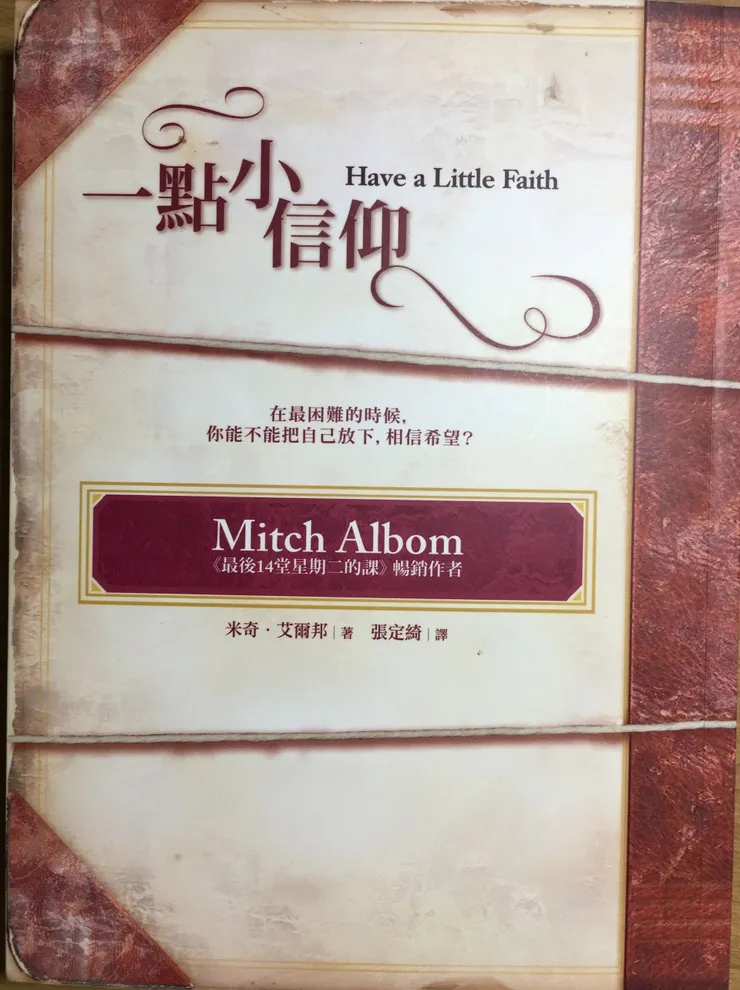 一點小信仰
Have a Little Faith
在最困難的時候,
你能不能把自己放下, 相信希望?
Mitch Albom
《最後14堂星期二的課》暢銷作者
米奇·艾爾邦|著 張定綺|譯